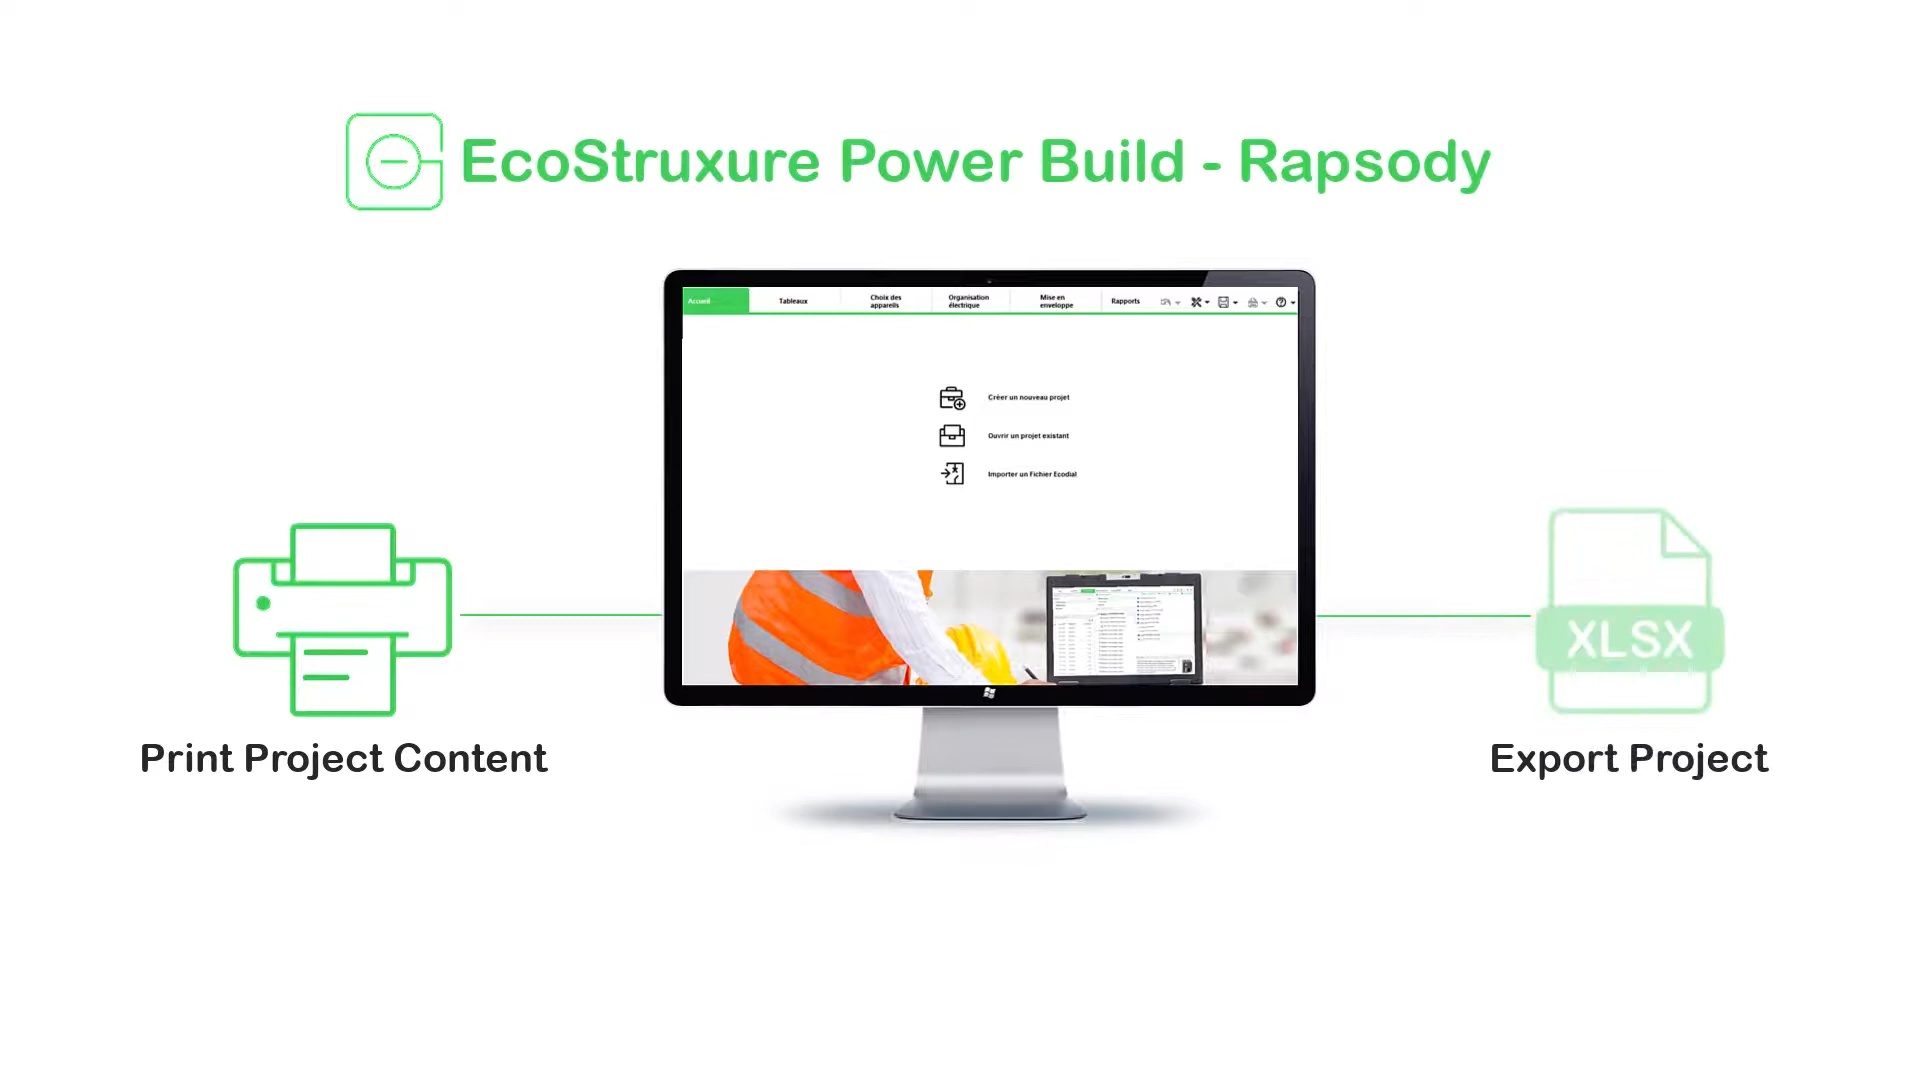 EcoStruxure Power Build - Rapsody
Accueil
Tableaux
Choix des
appareils
Organisation
électrique
Mise en
enveloppe
Rapports
Créer un nouveau projet
Ouvrir un projet existant
Importer un Fichier Ecodial
XLSX
Print Project Content
Export Project